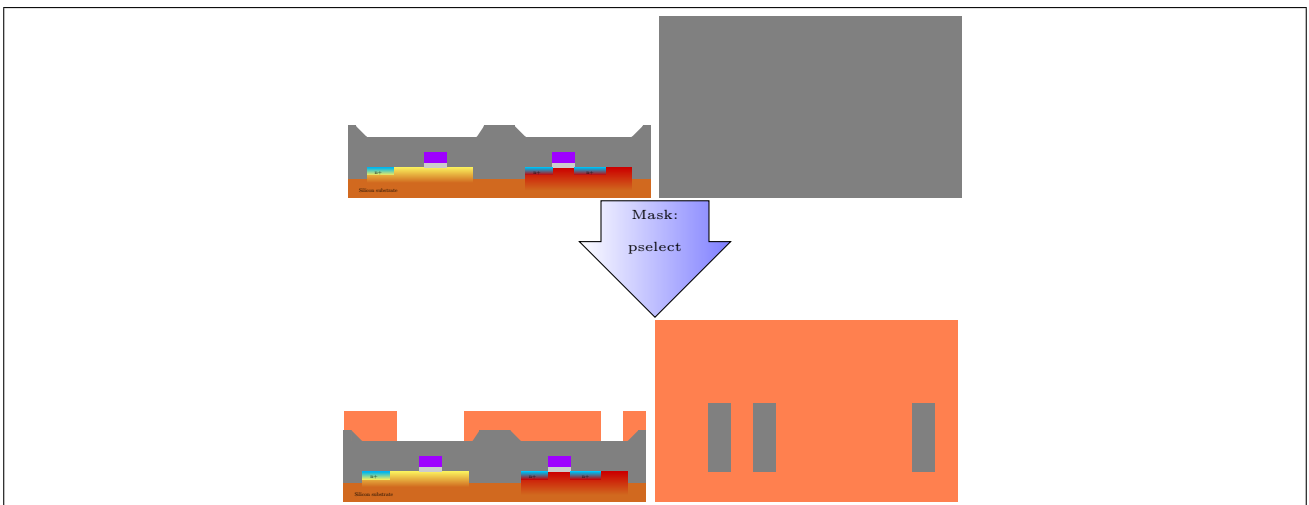 n+
n+
n+
Silicon substrate
Mask:
pselect
n+
n+
n+
Silicon substrate